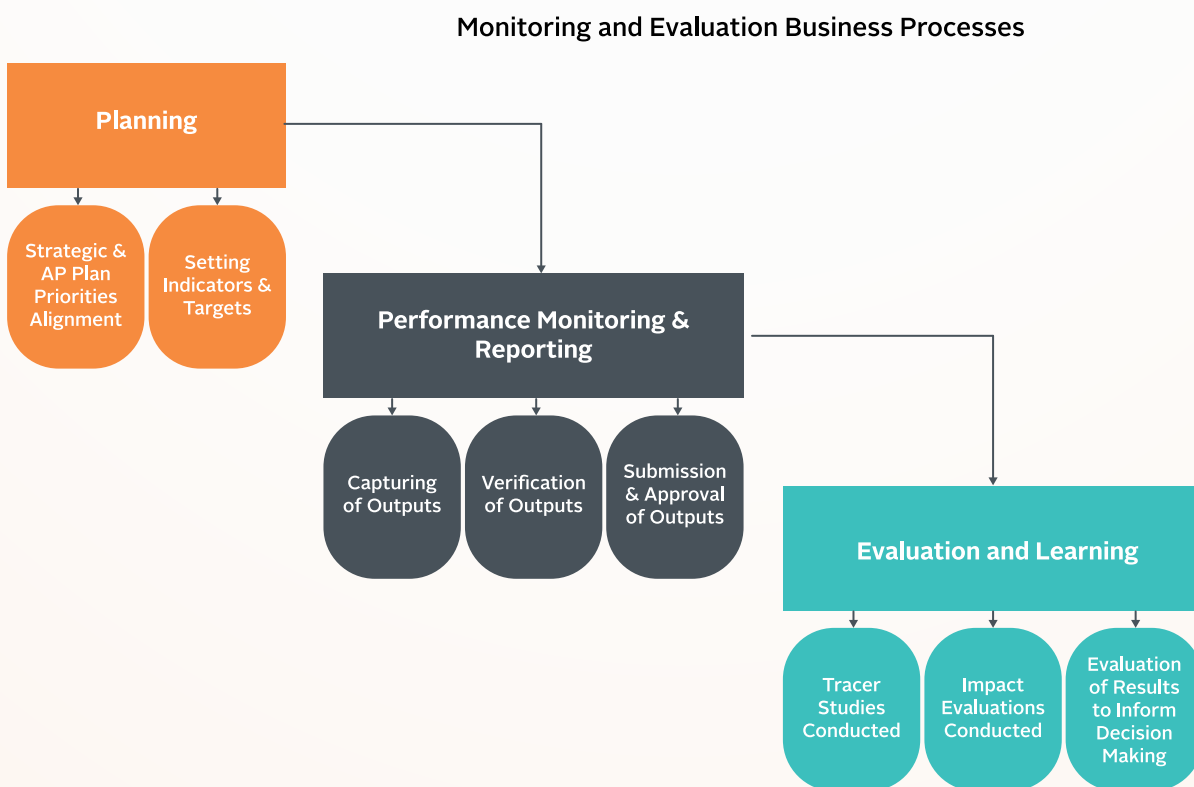 Monitoring and Evaluation Business Processes
Planning
Strategic &
AP Plan
Priorities
Alignment
Setting
Indicators &
Targets
Performance Monitoring &
Reporting
Capturing
of Outputs
Verification
of Outputs
Submission
& Approval
of Outputs
Evaluation and Learning
Tracer
Studies
Conducted
Impact
Evaluations
Conducted
Evaluation
of Results
to Inform
Decision
Making